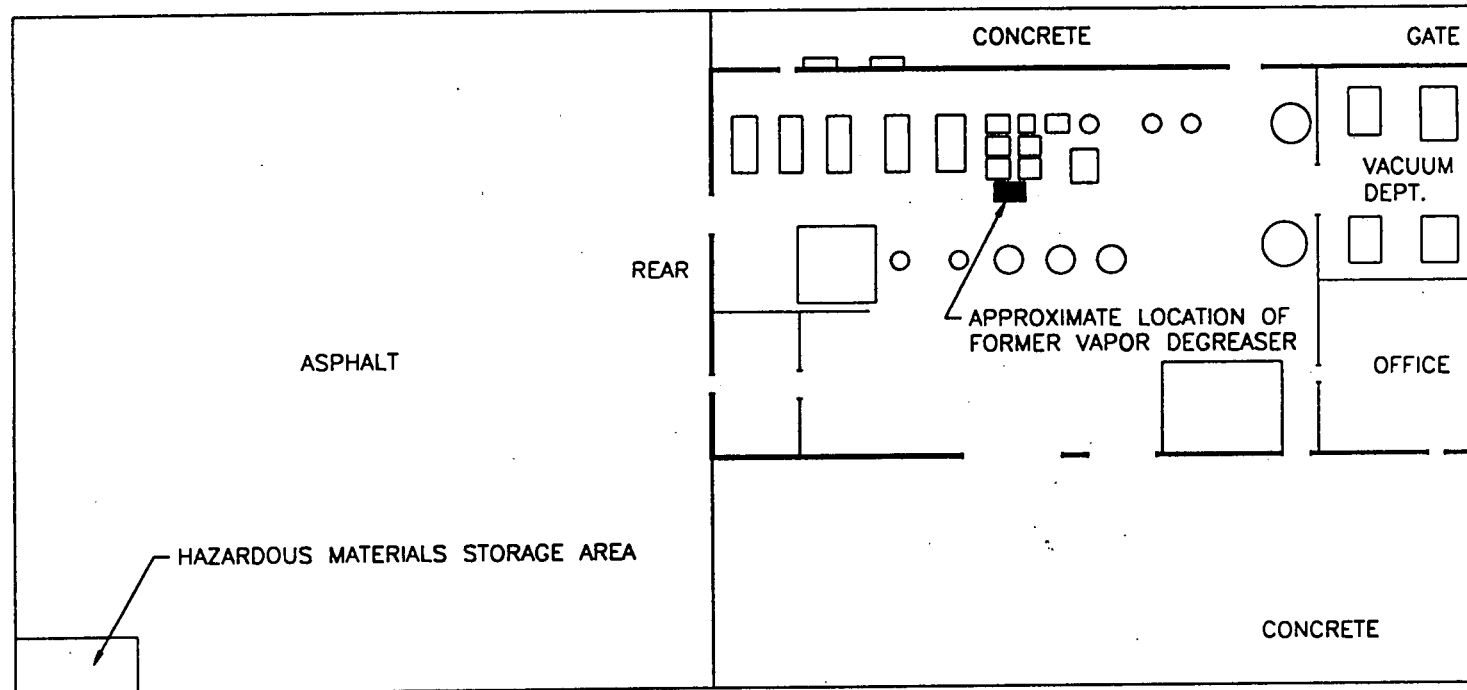 CONCRETE
GATE
VACUUM
DEPT.
REAR
APPROXIMATE LOCATION OF
FORMER VAPOR DEGREASER
ASPHALT
OFFICE
HAZARDOUS MATERIALS STORAGE AREA
CONCRETE